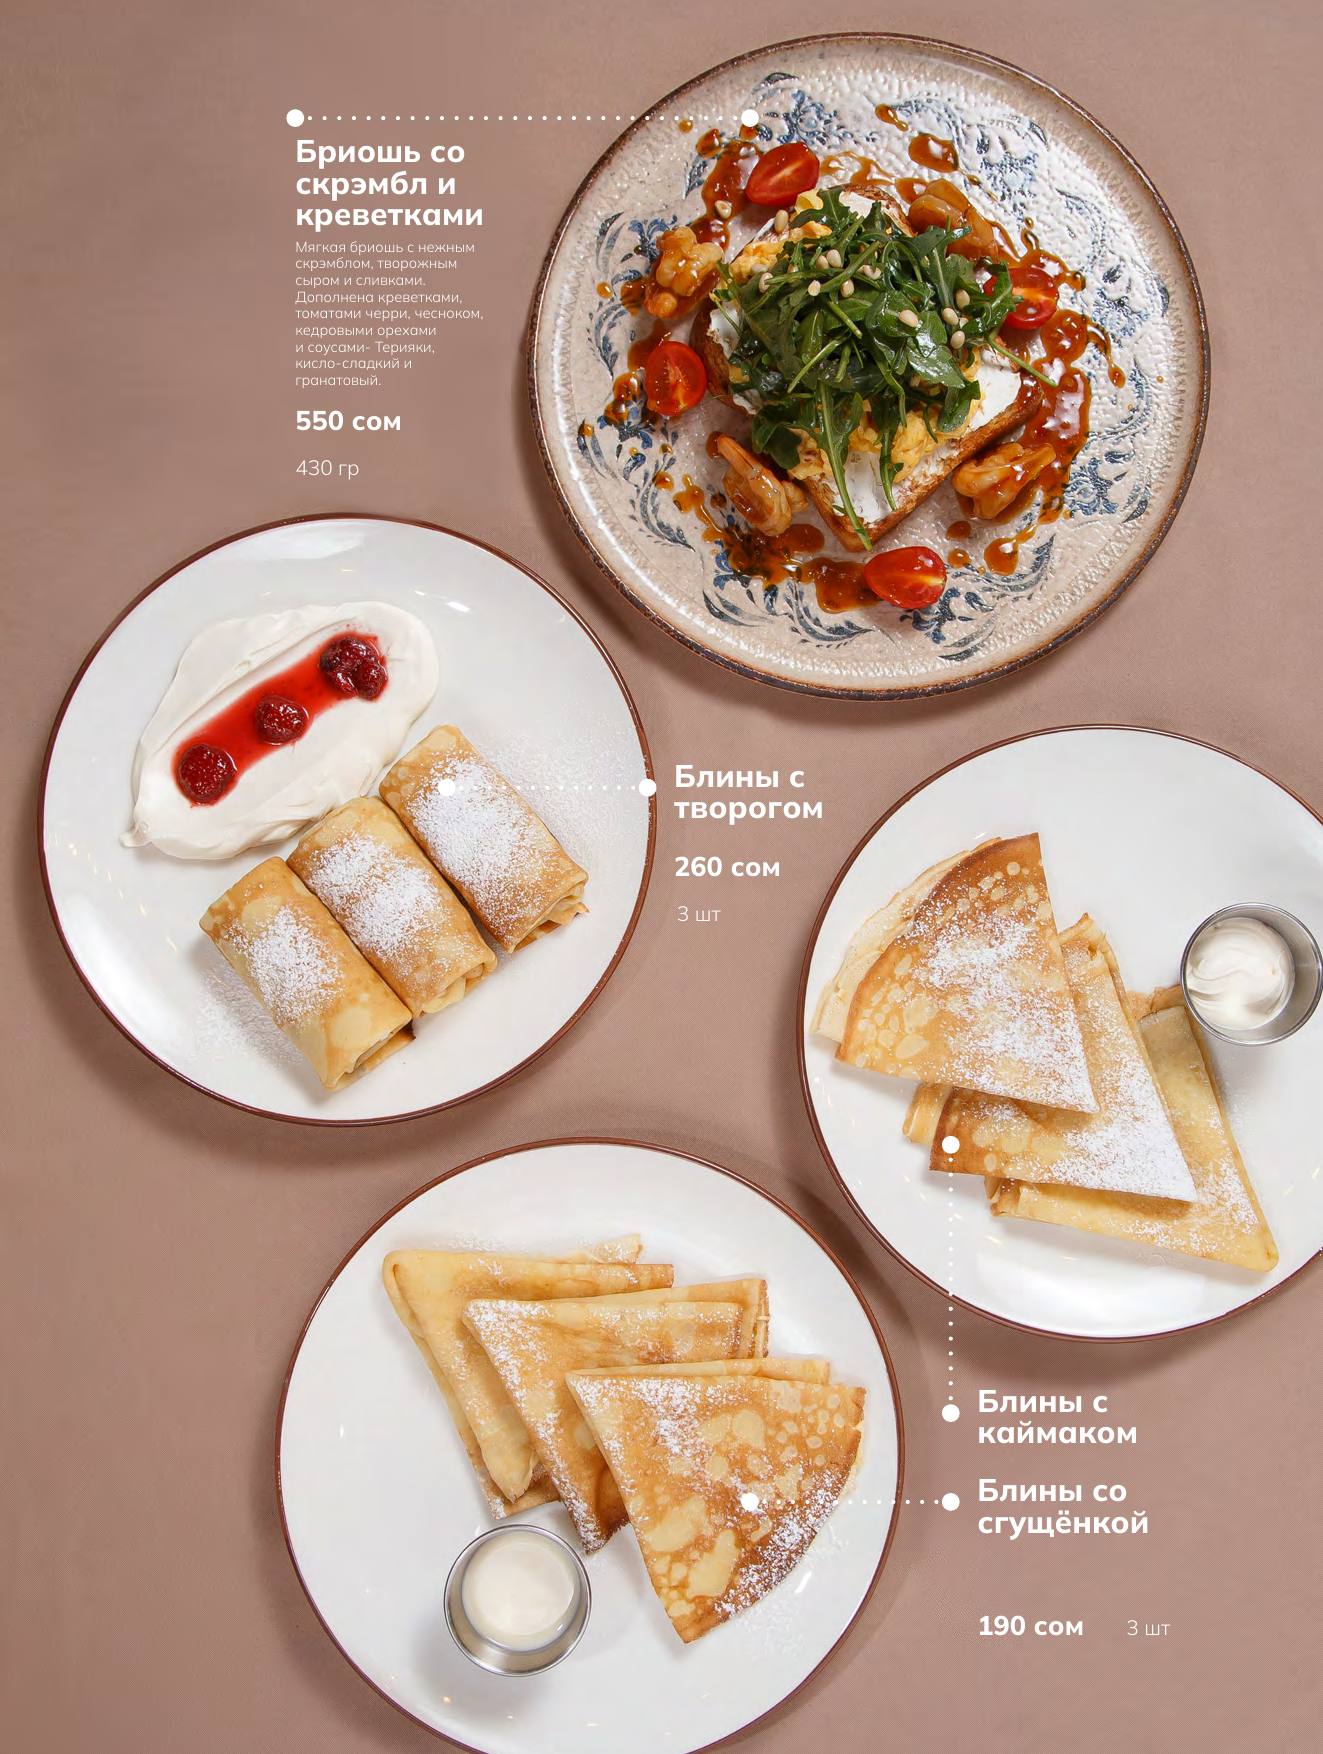 Бриошь со
скрэмбл и
креветками
Мягкая бриошь с нежным
скрэмблом, творожным
сыром и сливками.
Дополнена креветками,
томатами черри, чесноком,
кедровыми орехами
и соусами- Терияки,
кисло-сладкий и
гранатовый.
550 сом
430 гр
Блины с
творогом
260 сом
3 шт
Блины с
каймаком
Блины со
сгущёнкой
190 сом 3 шт